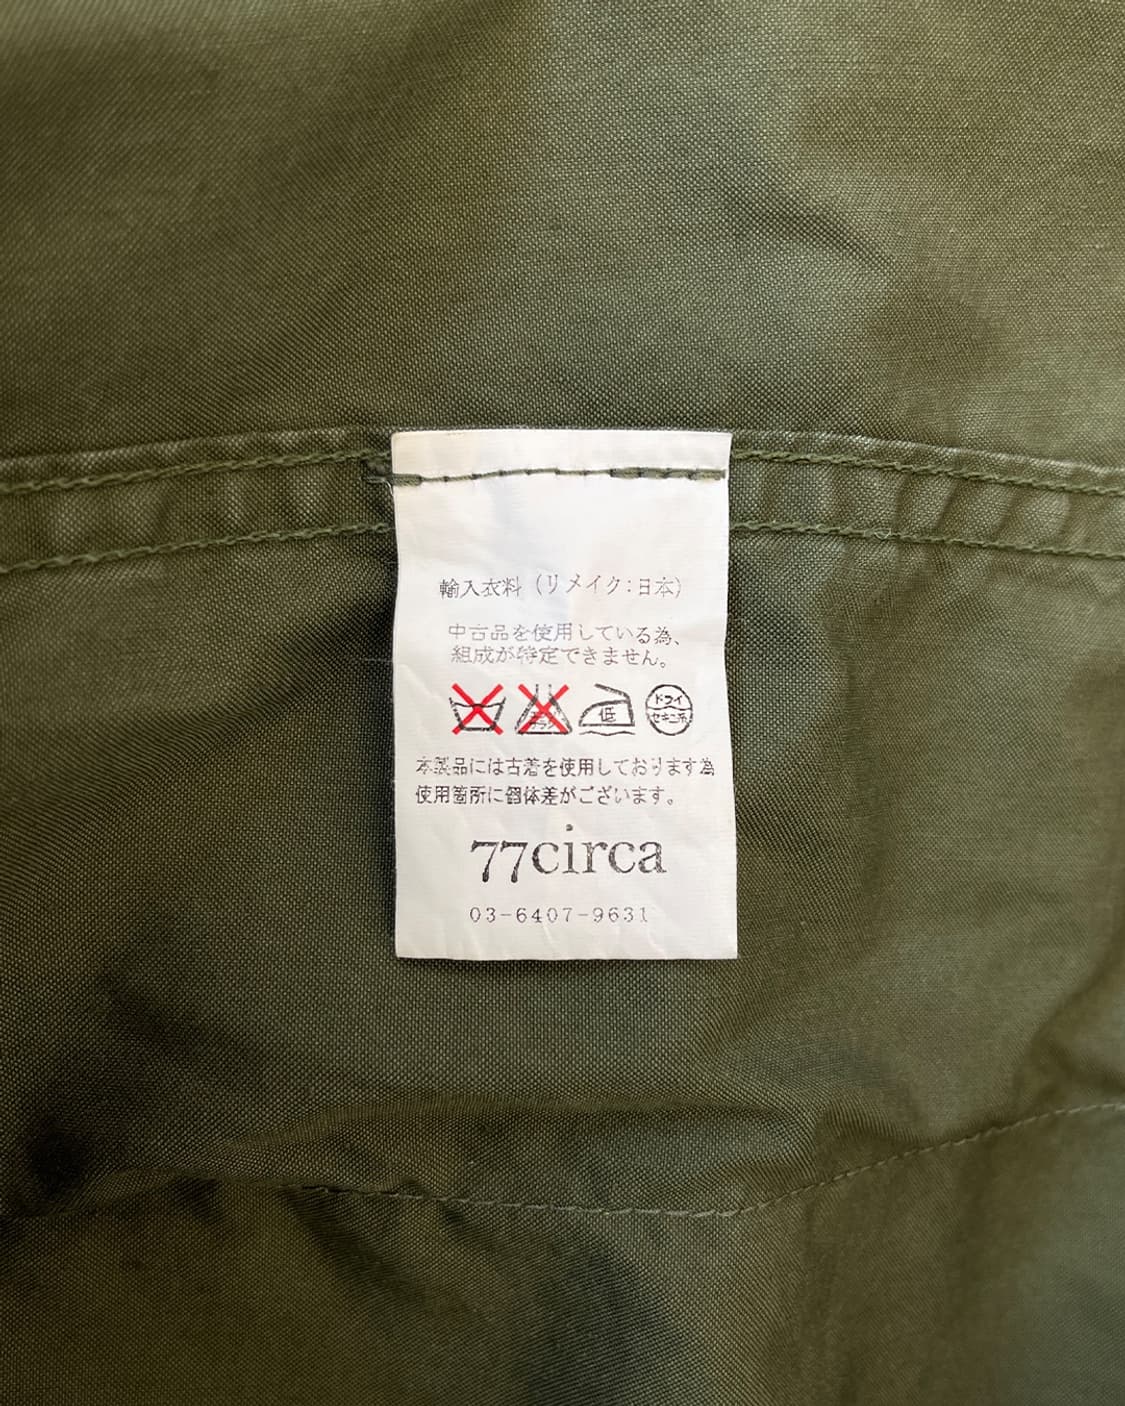 輸入衣料（リメイク:日本）
中古品を使用している為、
組成が特定できません。
低
ドライ
セキユ系
本製品には古着を使用しております為
使用箇所に個体差がございます。
77circa
03-6407-9631